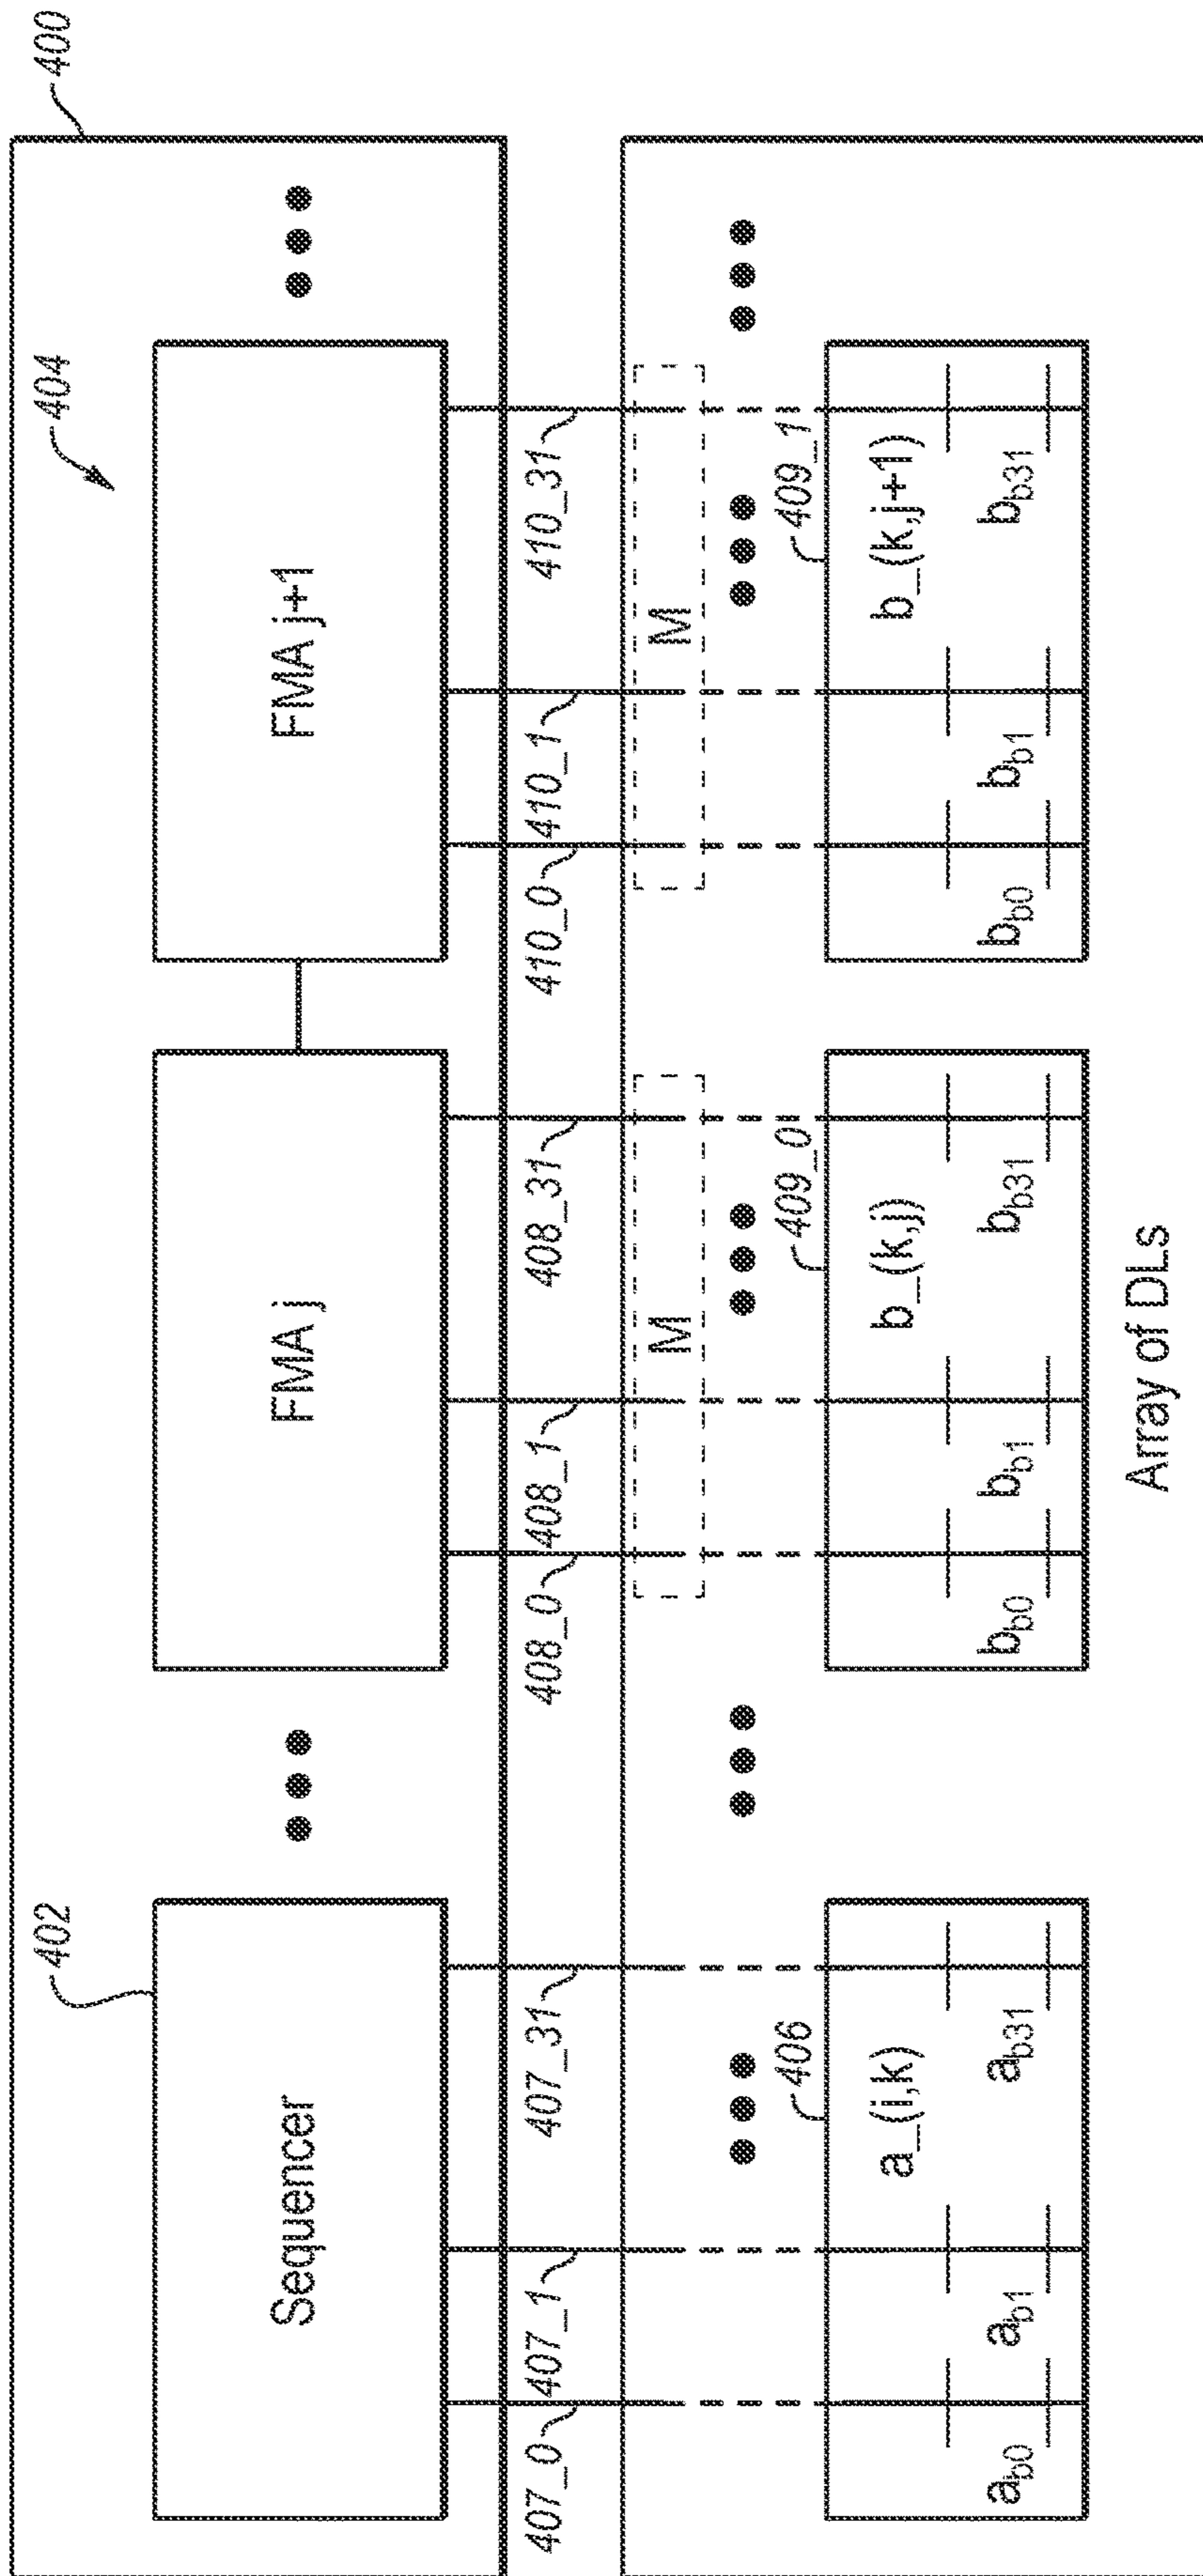 400
402
404
Sequencer
FMA j
FMA j+1
407_0
407_1
407_31
408_0
408_1
408_31
410_0
410_1
410_31
M
M
406
409_0
409_1
a_(i,k)
b_(k,j)
b_(k,j+1)
a_b0
a_b1
a_b31
b_b0
b_b1
b_b31
b_b0
b_b1
b_b31
Array of DLs